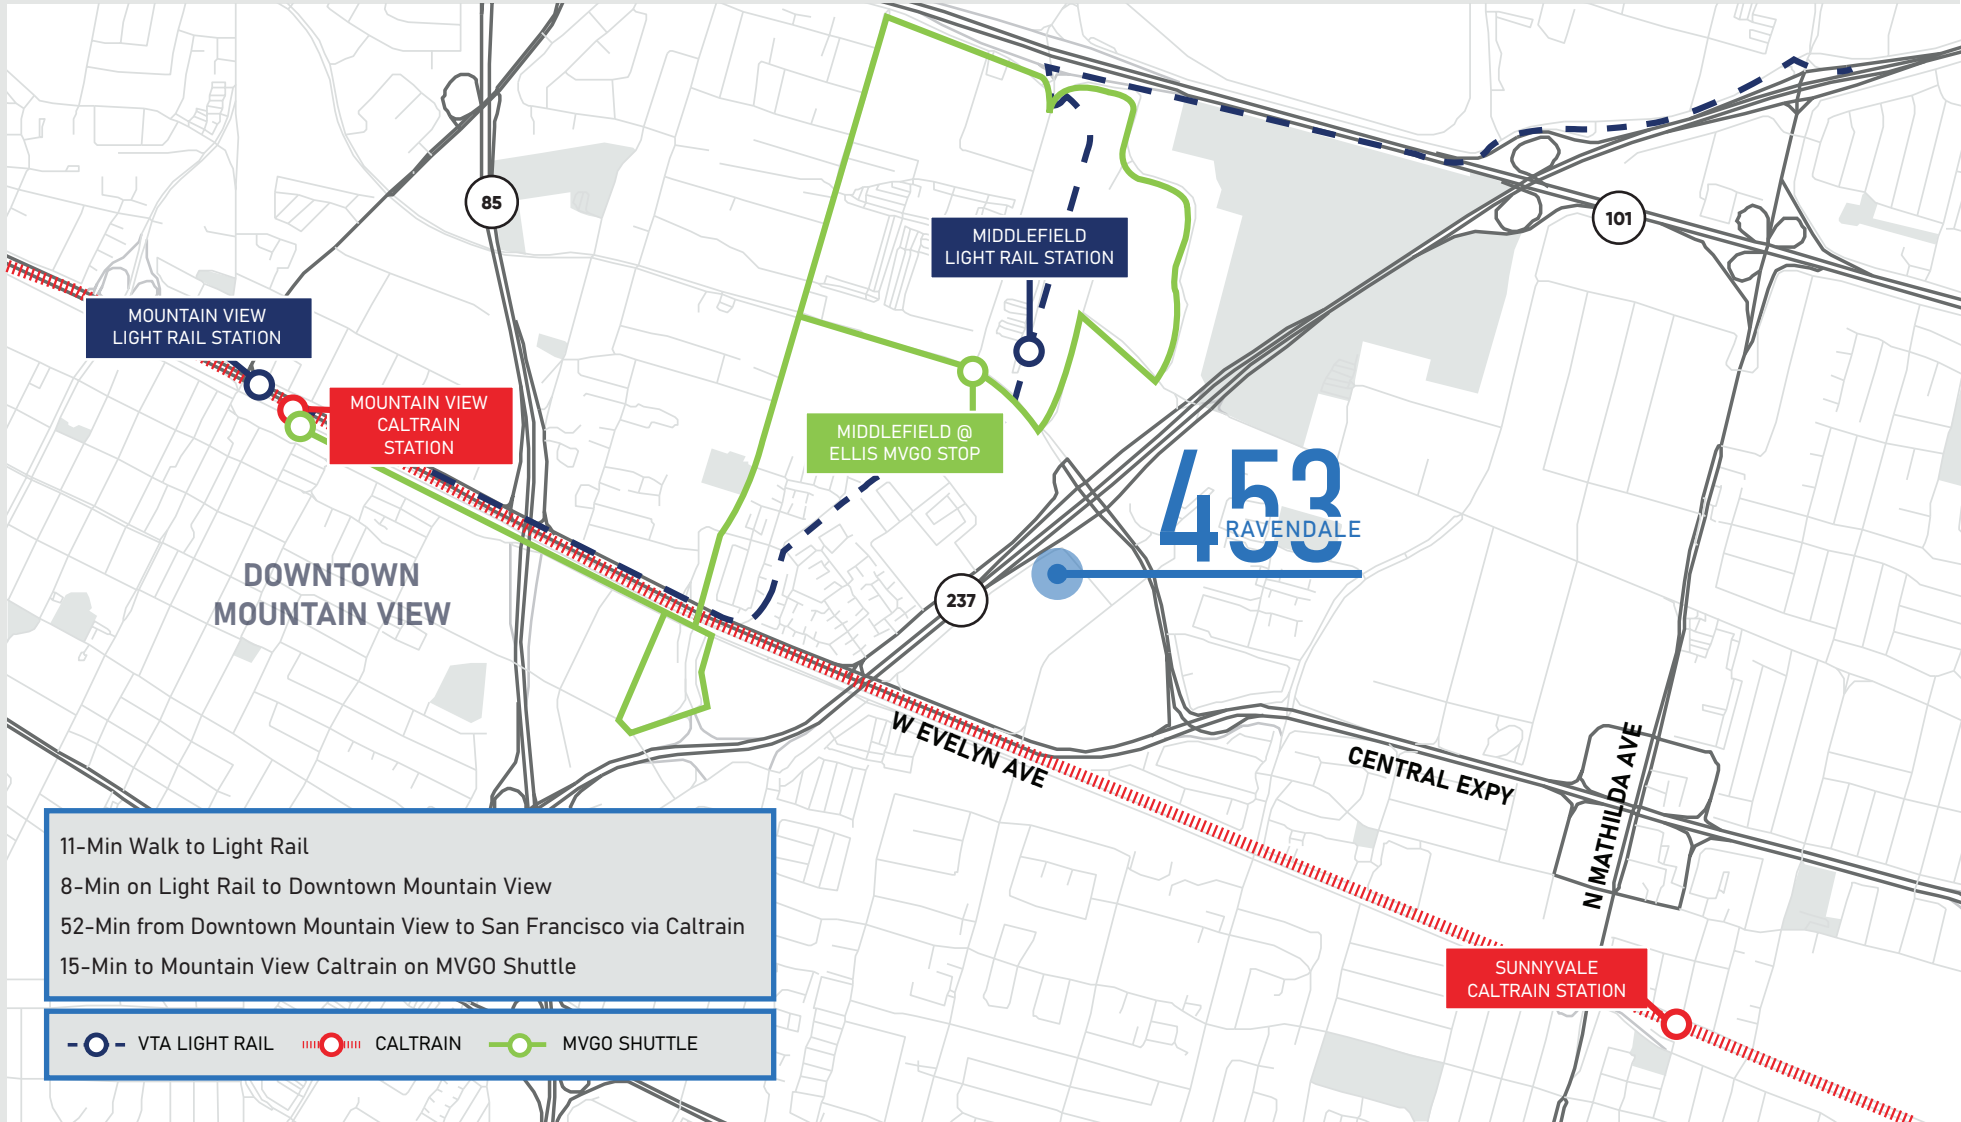 85
101
MIDDLEFIELD
LIGHT RAIL STATION
MOUNTAIN VIEW
LIGHT RAIL STATION
MOUNTAIN VIEW
CALTRAIN
STATION
MIDDLEFIELD @
ELLIS MVGO STOP
453
RAVENDALE
DOWNTOWN
MOUNTAIN VIEW
237
W EVELYN AVE
CENTRAL EXPY
N MATHILDA AVE
11-Min Walk to Light Rail
8-Min on Light Rail to Downtown Mountain View
52-Min from Downtown Mountain View to San Francisco via Caltrain
15-Min to Mountain View Caltrain on MVGO Shuttle
SUNNYVALE
CALTRAIN STATION
VTA LIGHT RAIL
CALTRAIN
MVGO SHUTTLE